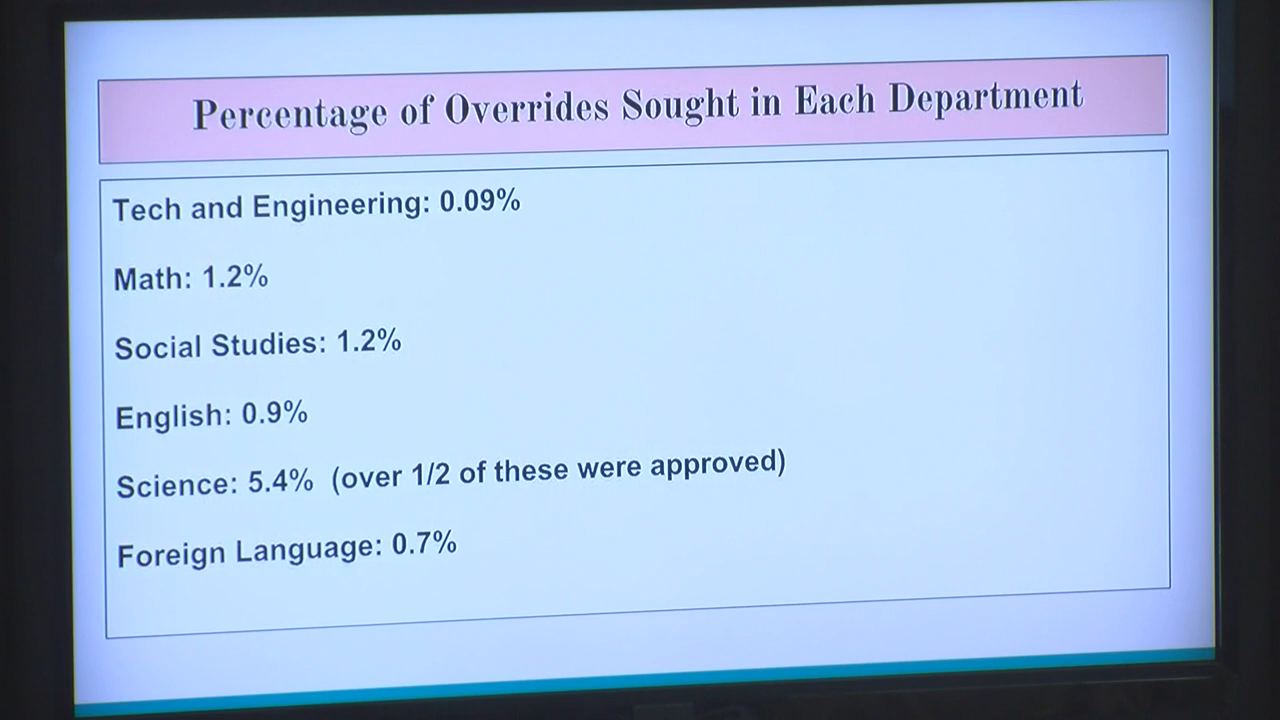 Percentage of Overrides Sought in Each Department
Tech and Engineering: 0.09%
Math: 1.2%
Social Studies: 1.2%
English: 0.9%
Science: 5.4% (over 1/2 of these were approved)
Foreign Language: 0.7%